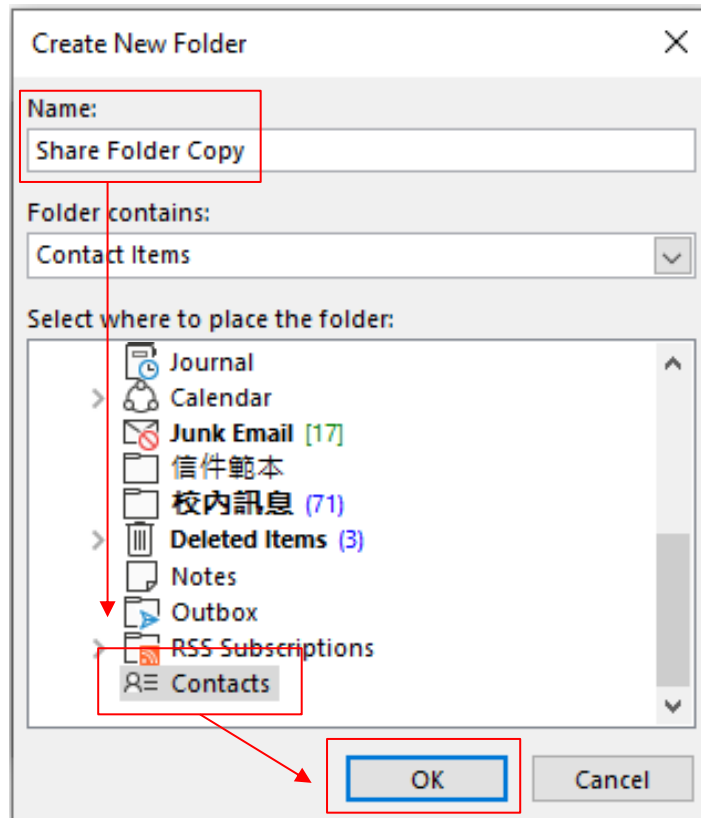 Create New Folder
Name:
Share Folder Copy
Folder contains:
Contact Items
Select where to place the folder:
Journal
Calendar
Junk Email [17]
信件範本
校內訊息 (71)
Deleted Items (3)
Notes
Outbox
RSS Subscriptions
Contacts
OK Cancel